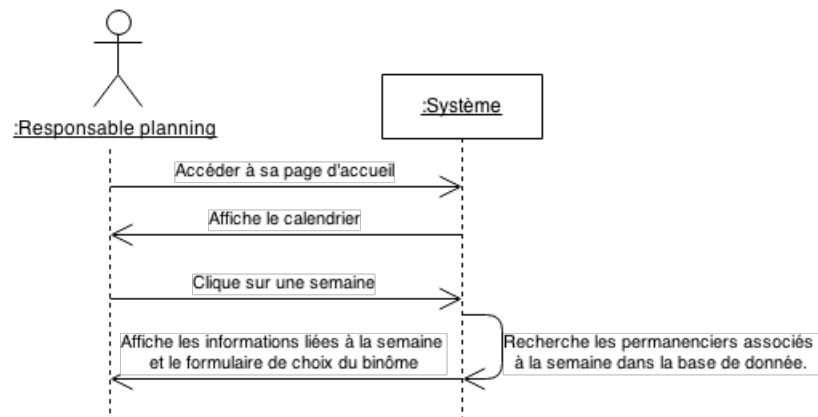 :Responsable planning
:Système
Accéder à sa page d'accueil
Affiche le calendrier
Clique sur une semaine
Affiche les informations liées à la semaine
et le formulaire de choix du binôme
Recherche les permanenciers associés
à la semaine dans la base de donnée.